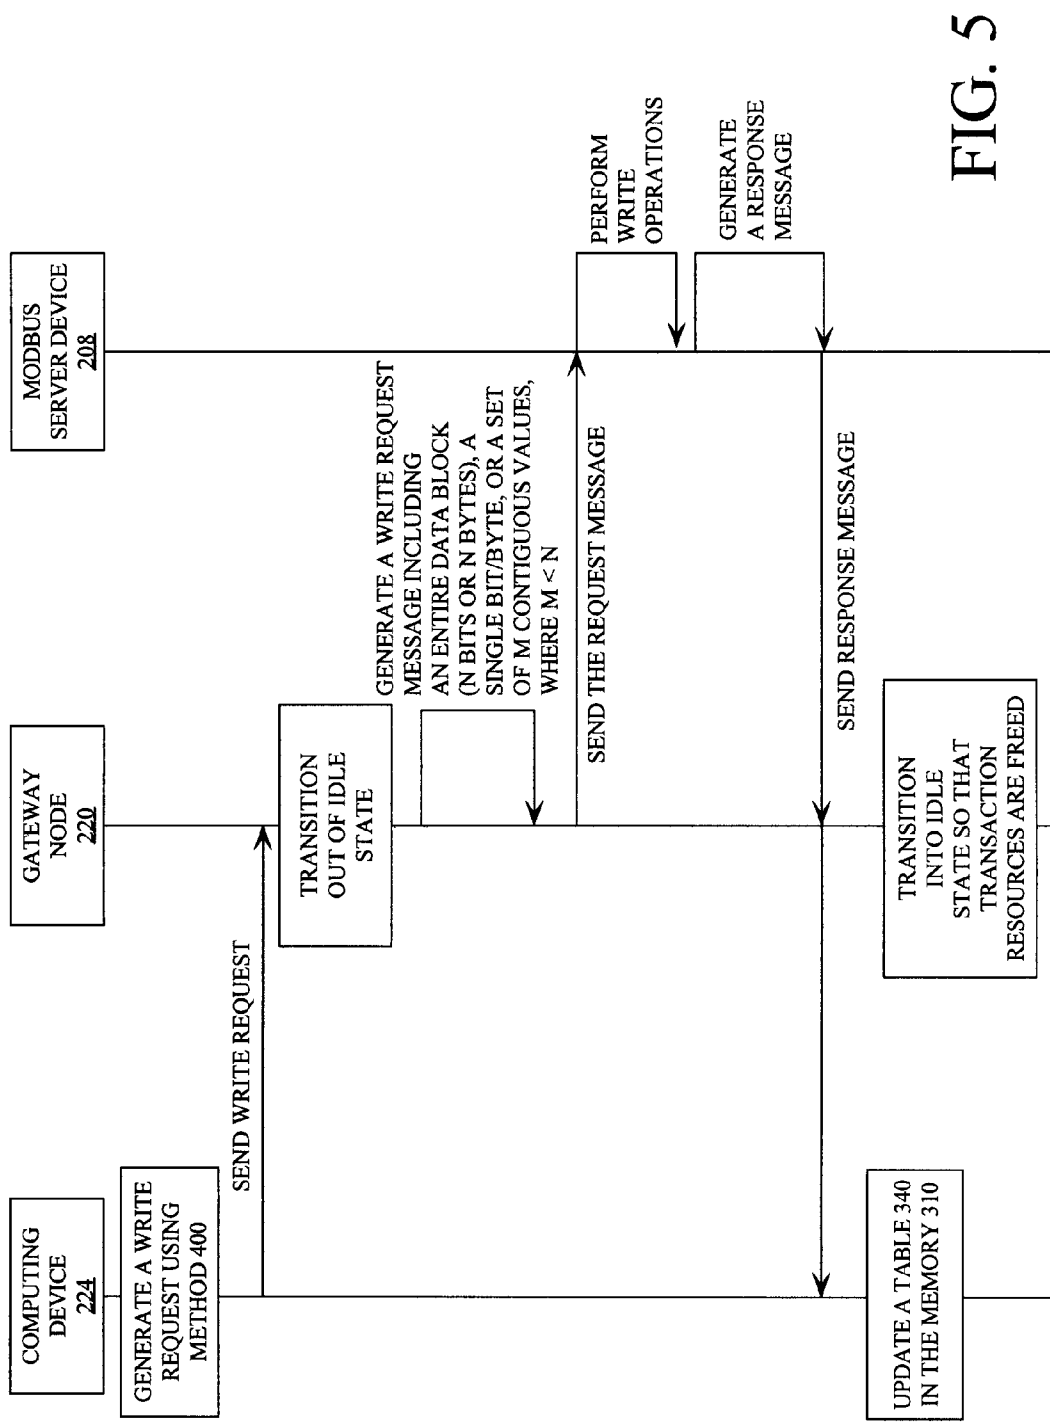 COMPUTING
DEVICE
224
GATEWAY
NODE
220
MODBUS
SERVER DEVICE
208
GENERATE A WRITE
REQUEST USING
METHOD 400
SEND WRITE REQUEST
TRANSITION
OUT OF IDLE
STATE
GENERATE A WRITE REQUEST
MESSAGE INCLUDING
AN ENTIRE DATA BLOCK
(N BITS OR N BYTES), A
SINGLE BIT/BYTE, OR A SET
OF M CONTIGUOUS VALUES,
WHERE M < N
SEND THE REQUEST MESSAGE
PERFORM
WRITE
OPERATIONS
GENERATE
A RESPONSE
MESSAGE
SEND RESPONSE MESSAGE
UPDATE A TABLE 340
IN THE MEMORY 310
TRANSITION
INTO IDLE
STATE SO THAT
TRANSACTION
RESOURCES ARE FREED
FIG. 5